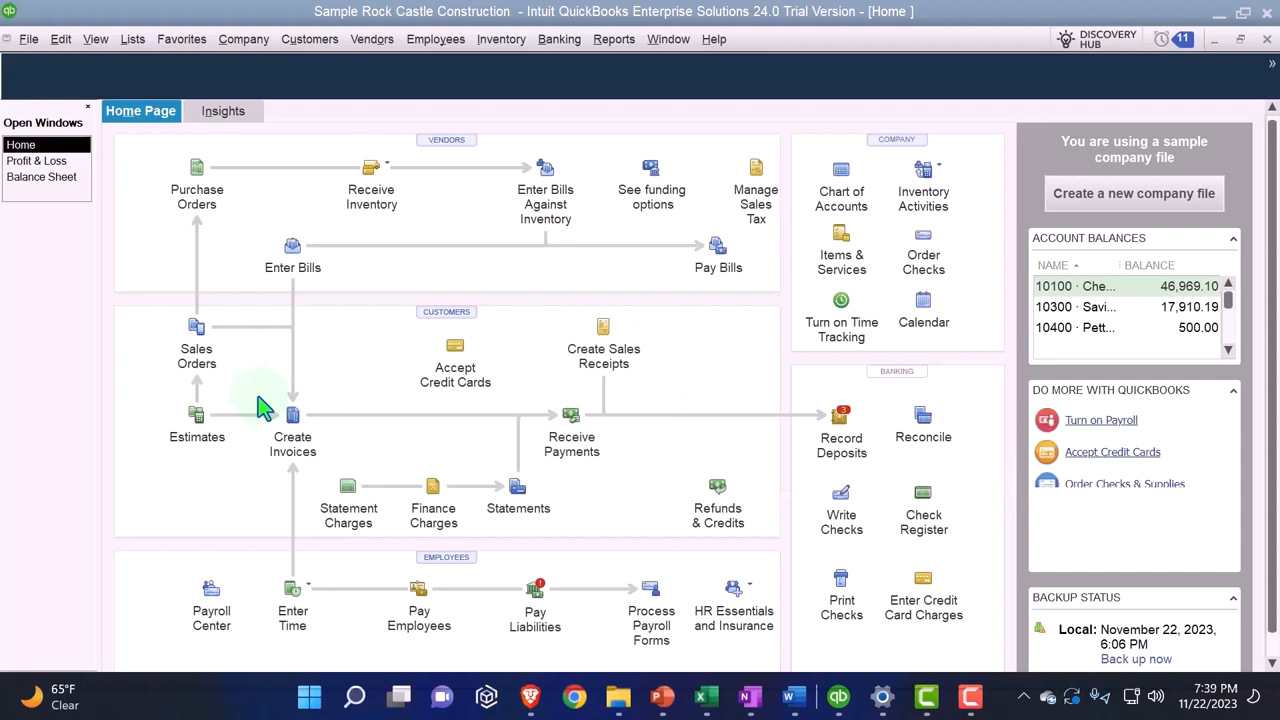 Sample Rock Castle Construction - Intuit QuickBooks Enterprise Solutions 24.0 Trial Version - [Home ]
File Edit View Lists Favorites Company Customers Vendors Employees Inventory Banking Reports Window Help
DISCOVERY
HUB
11
Open Windows
Home
Profit & Loss
Balance Sheet
Home Page Insights
VENDORS
Purchase
Orders
Receive
Inventory
Enter Bills
Against
Inventory
See funding
options
Manage
Sales
Tax
Enter Bills
Pay Bills
CUSTOMERS
Sales
Orders
Accept
Credit Cards
Create Sales
Receipts
Estimates
Create
Invoices
Receive
Payments
Statement
Charges
Finance
Charges
Statements
Refunds
& Credits
EMPLOYEES
Payroll
Center
Enter
Time
Pay
Employees
Pay
Liabilities
Process
Payroll
Forms
HR Essentials
and Insurance
COMPANY
Chart of
Accounts
Inventory
Activities
Items &
Services
Order
Checks
Turn on Time
Tracking
Calendar
BANKING
3
Record
Deposits
Reconcile
Write
Checks
Check
Register
Print
Checks
Enter Credit
Card Charges
You are using a sample
company file
Create a new company file
ACCOUNT BALANCES
NAME BALANCE
10100 · Che... 46,969.10
10300 · Savi... 17,910.19
10400 · Pett... 500.00
DO MORE WITH QUICKBOOKS
Turn on Payroll
Accept Credit Cards
Order Checks & Supplies
BACKUP STATUS
Local: November 22, 2023,
6:06 PM
Back up now
65°F
Clear
7:39 PM
11/22/2023